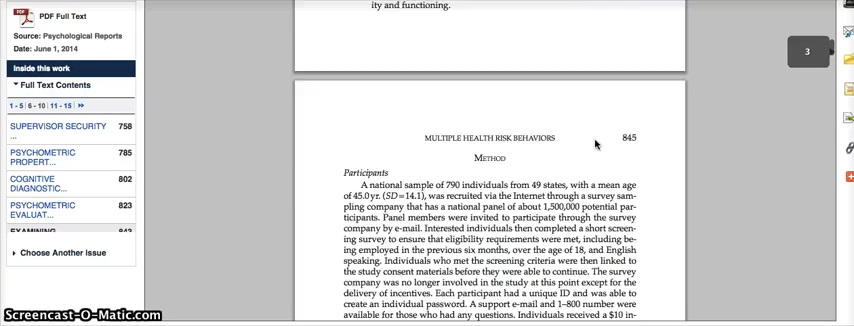 PDF Full Text
Source: Psychological Reports
Date: June 1, 2014
Inside this work
Full Text Contents
1 - 5 | 6 - 10 | 11 - 15 |
SUPERVISOR SECURITY ... 758
PSYCHOMETRIC PROPERT... 785
COGNITIVE DIAGNOSTIC... 802
PSYCHOMETRIC EVALUAT... 823
EXAMINING 843
Choose Another Issue
ity and functioning.
3
MULTIPLE HEALTH RISK BEHAVIORS 845
METHOD
Participants
A national sample of 790 individuals from 49 states, with a mean age
of 45.0 yr. (SD=14.1), was recruited via the Internet through a survey sam-
pling company that has a national panel of about 1,500,000 potential par-
ticipants. Panel members were invited to participate through the survey
company by e-mail. Interested individuals then completed a short screen-
ing survey to ensure that eligibility requirements were met, including be-
ing employed in the previous six months, over the age of 18, and English
speaking. Individuals who met the screening criteria were then linked to
the study consent materials before they were able to continue. The survey
company was no longer involved in the study at this point except for the
delivery of incentives. Each participant had a unique ID and was able to
create an individual password. A support e-mail and 1–800 number were
available for those who had any questions. Individuals received a $10 in-
Screencast-O-Matic.com